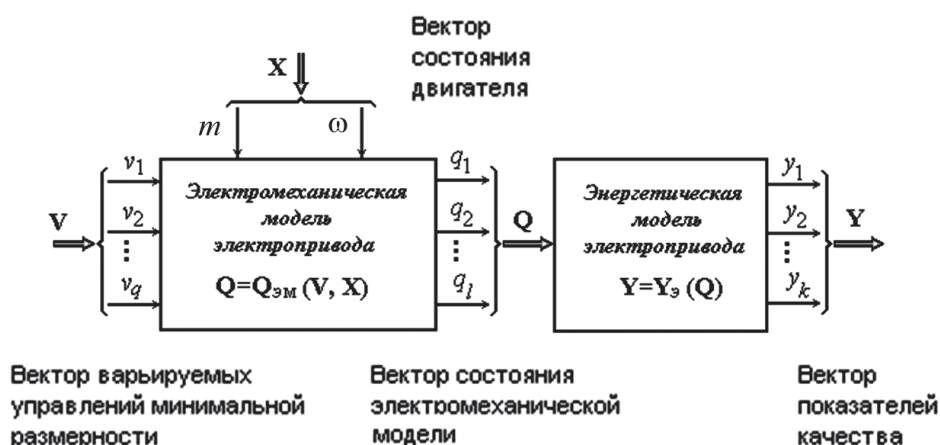 Вектор
состояния
двигателя
X
m
ω
v1
v2
⋮
vq
V
Электромеханическая
модель
электропривода
Q=Qэм (V, X)
q1
q2
⋮
ql
Q
Энергетическая
модель
электропривода
Y=Yэ (Q)
y1
y2
⋮
yk
Y
Вектор варьируемых
управлений минимальной
размерности
Вектор состояния
электромеханической
модели
Вектор
показателей
качества